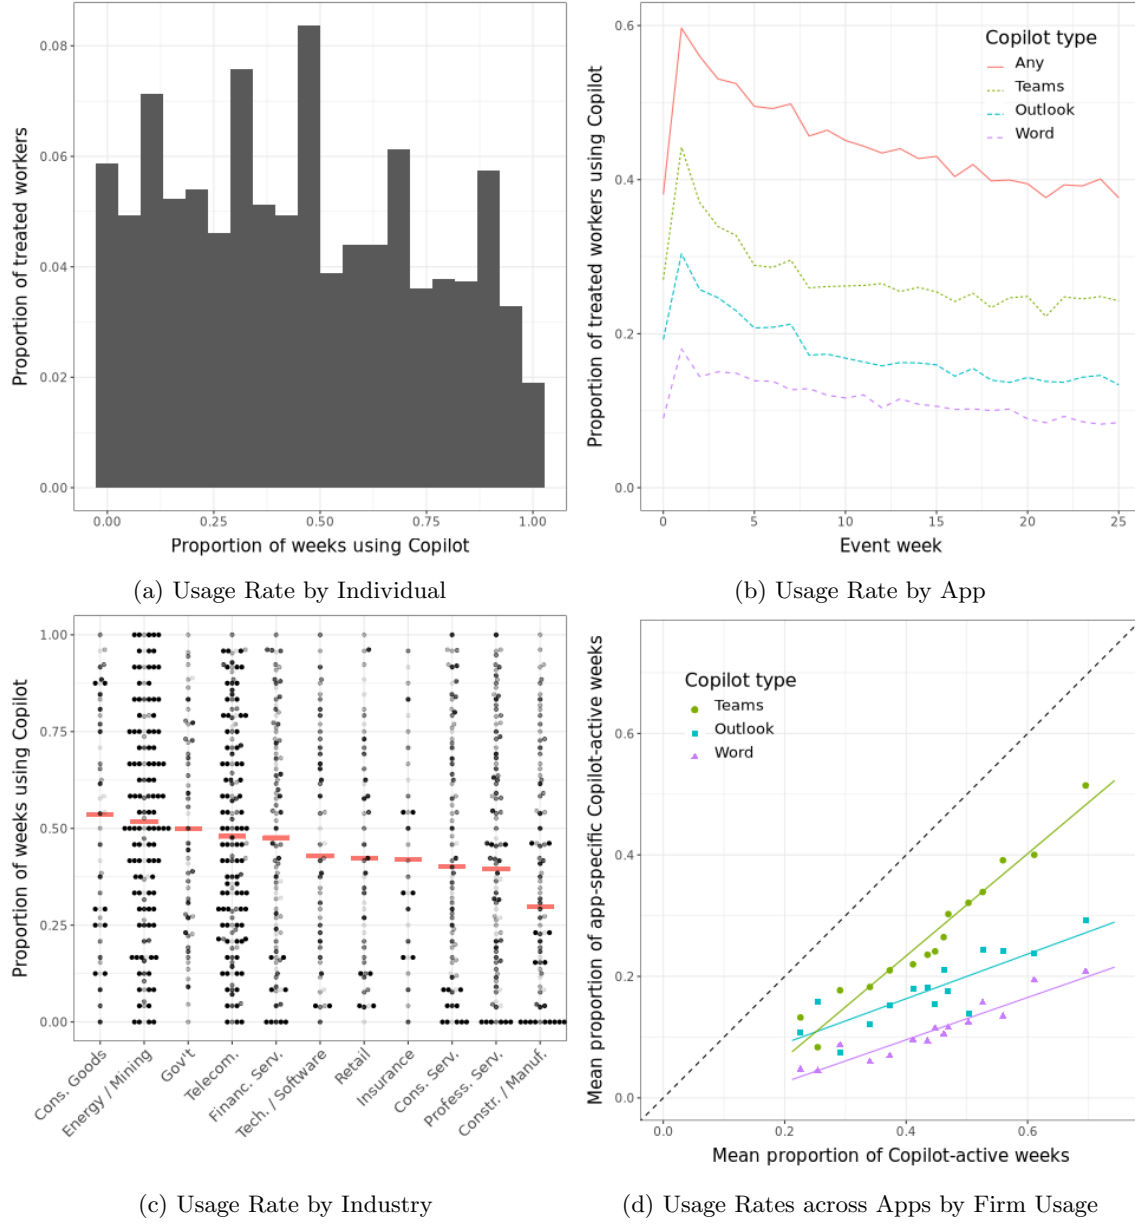 0.08
0.06
0.04
0.02
0.00
Proportion of treated workers
0.00 0.25 0.50 0.75 1.00
Proportion of weeks using Copilot
(a) Usage Rate by Individual
0.6
0.4
0.2
0.0
Proportion of treated workers using Copilot
Copilot type
Any
Teams
Outlook
Word
0 5 10 15 20 25
Event week
(b) Usage Rate by App
1.00
0.75
0.50
0.25
0.00
Proportion of weeks using Copilot
Cons. Goods
Energy / Mining
Gov't
Telecom.
Financ. Serv.
Tech. / Software
Retail
Insurance
Cons. Serv.
Profess. Serv.
Constr. / Manuf.
(c) Usage Rate by Industry
0.6
0.4
0.2
0.0
Mean proportion of app-specific Copilot-active weeks
Copilot type
Teams
Outlook
Word
0.0 0.2 0.4 0.6
Mean proportion of Copilot-active weeks
(d) Usage Rates across Apps by Firm Usage